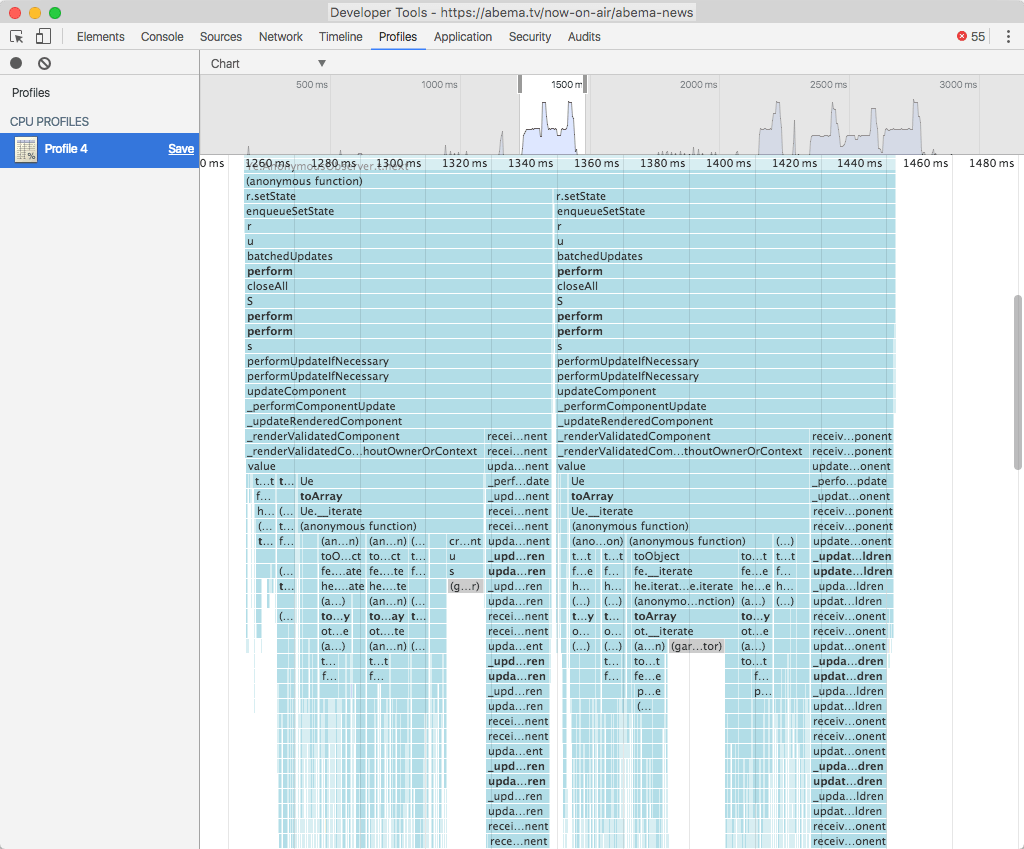 Developer Tools - https://abema.tv/now-on-air/abema-news
Elements Console Sources Network Timeline Profiles Application Security Audits 55
Chart ▼
Profiles
CPU PROFILES
Profile 4 Save
500 ms 1000 ms 1500 m 2000 ms 2500 ms 3000 ms
0 ms 1260 ms 1280 ms 1300 ms 1320 ms 1340 ms 1360 ms 1380 ms 1400 ms 1420 ms 1440 ms 1460 ms 1480 ms
(anonymous function)
r.setState r.setState
enqueueSetState enqueueSetState
r r
u u
batchedUpdates batchedUpdates
perform perform
closeAll closeAll
S S
perform perform
perform perform
s s
performUpdateIfNecessary performUpdateIfNecessary
performUpdateIfNecessary performUpdateIfNecessary
updateComponent updateComponent
_performComponentUpdate _performComponentUpdate
_updateRenderedComponent _updateRenderedComponent
_renderValidatedComponent recei...nent _renderValidatedComponent receiv...ponent
_renderValidatedCo...houtOwnerOrContext recei...nent _renderValidatedCom...thoutOwnerOrContext receiv...ponent
value upda...nent value update...onent
t...t t... Ue _perf...date Ue _perfo...pdate
f... toArray _upd...nent toArray _updat...onent
h... (... Ue.__iterate recei...nent Ue.__iterate receiv...ponent
(... t... (anonymous function) recei...nent (anonymous function) receiv...ponent
t... f... (an...n) (an...n) (... cr...nt upda...nent (ano...on) (anonymous function) (...) update...onent
toO...ct to...ct t... u _upd...ren t...t t...t toObject to...t t...t _updat...ldren
(... fe....ate fe....te f... s upda...ren f...e f... fe.__iterate fe...e f... update...ldren
t... he....ate he....te (g...r) _upd...ren h... h... he.iterat...e.iterate he...e h... _upda...ldren
(a...) (an...n) (... upda...ren (...) (...) (anonymo...nction) (a...) (...) updat...ldren
(... to...y to...ay t... recei...nent t...y t... toArray to...y receiv...onent
ot...e ot....te recei...nent o... (...) ot.__iterate ot...e receiv...onent
(a...) (an...n) (... upda...ent (...) (...) (a...n) (gar...tor) (a...) updat...onent
t... t...t _upd...ren t... to...t to...t _upda...dren
f... f... upda...ren f... fe...e f... updat...dren
_upd...ren p...e p... _upda...ldren
upda...ren (... updat...ldren
recei...nent receiv...onent
recei...nent receiv...onent
upda...ent updat...onent
_upd...ren _upda...dren
upda...ren updat...dren
_upd...ren _upda...ldren
upda...ren updat...ldren
recei...nent receiv...onent
rece...nent receiv...onent